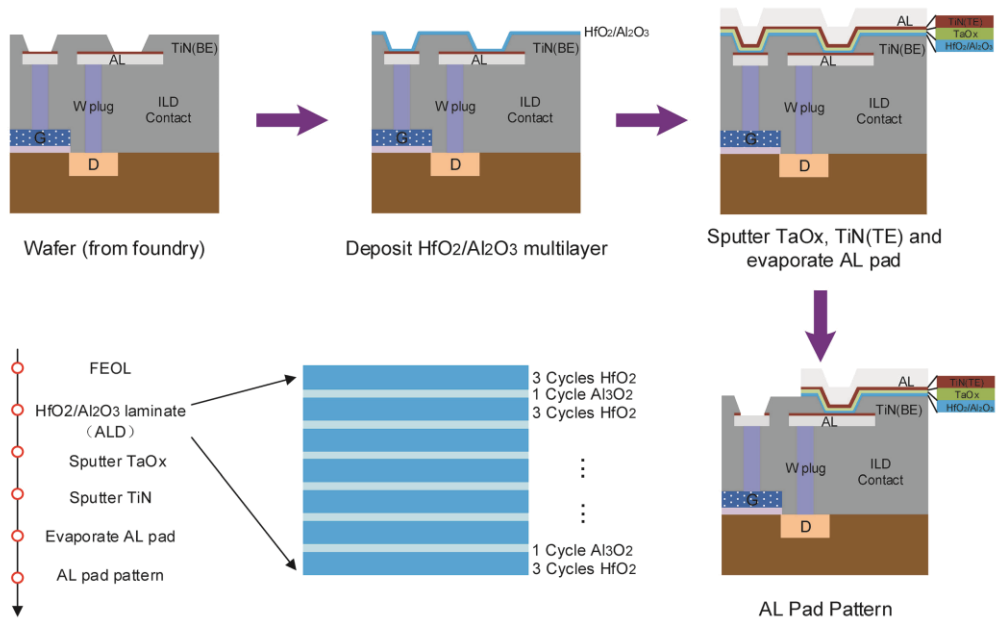 TiN(BE)
AL
W plug
ILD
Contact
G
D
Wafer (from foundry)
HfO₂/Al₂O₃
TiN(BE)
AL
W plug
ILD
Contact
G
D
Deposit HfO₂/Al₂O₃ multilayer
AL
TiN(TE)
TaOx
HfO₂/Al₂O₃
TiN(BE)
AL
W plug
ILD
Contact
G
D
Sputter TaOx, TiN(TE) and
evaporate AL pad
FEOL
HfO2/Al₂O₃ laminate
（ALD）
Sputter TaOx
Sputter TiN
Evaporate AL pad
AL pad pattern
3 Cycles HfO2
1 Cycle Al3O2
3 Cycles HfO2
⋮
⋮
1 Cycle Al3O2
3 Cycles HfO2
AL
TiN(TE)
TaOx
HfO₂/Al₂O₃
TiN(BE)
AL
W plug
ILD
Contact
G
D
AL Pad Pattern